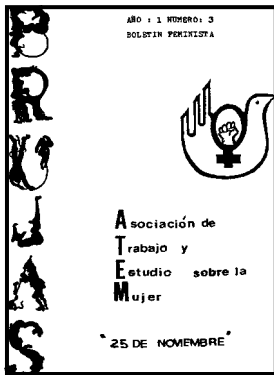 BRUJAS
AÑO : 1 NUMERO: 3
BOLETIN FEMINISTA
Asociación de
Trabajo y
Estudio sobre la
Mujer
"25 DE NOVIEMBRE"